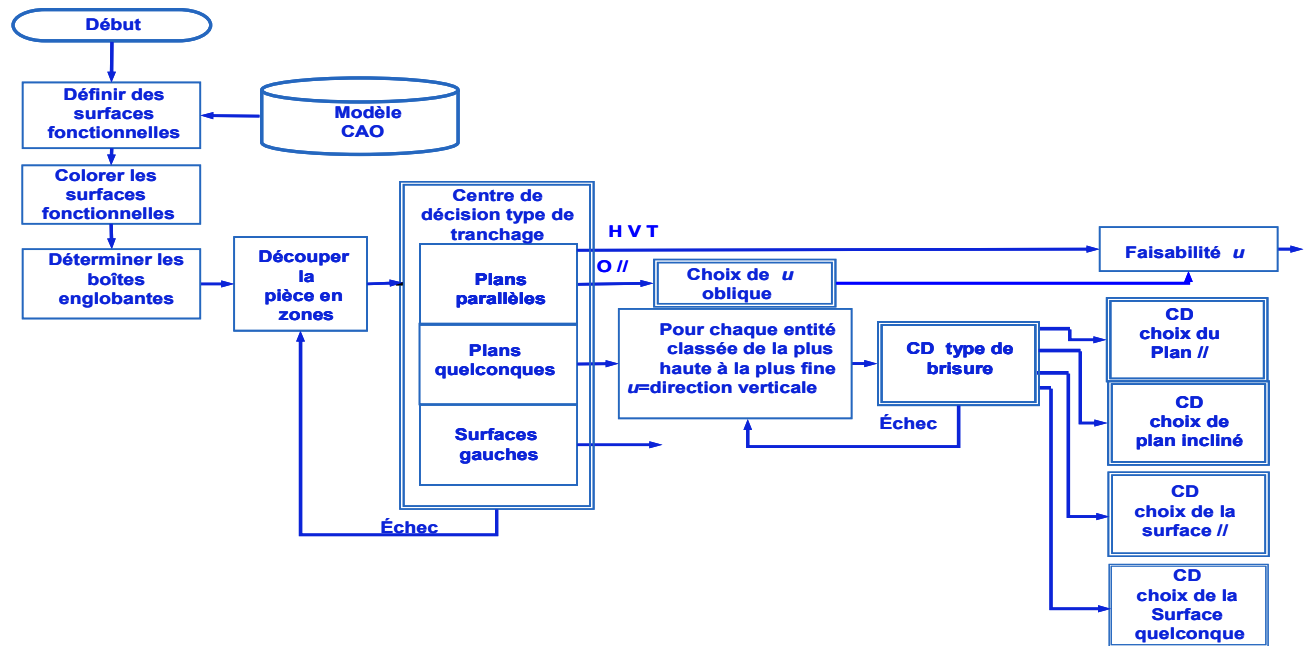 Début
Définir des
surfaces
fonctionnelles
Modèle
CAO
Colorer les
surfaces
fonctionnelles
Déterminer les
boîtes
englobantes
Découper
la
pièce en
zones
Centre de
décision type de
tranchage
Plans
parallèles
Plans
quelconques
Surfaces
gauches
Échec
H V T
O //
Choix de u
oblique
Faisabilité u
Pour chaque entité
classée de la plus
haute à la plus fine
u=direction verticale
CD type de
brisure
Échec
CD
choix du
Plan //
CD
choix de
plan incliné
CD
choix de la
surface //
CD
choix de la
Surface
quelconque